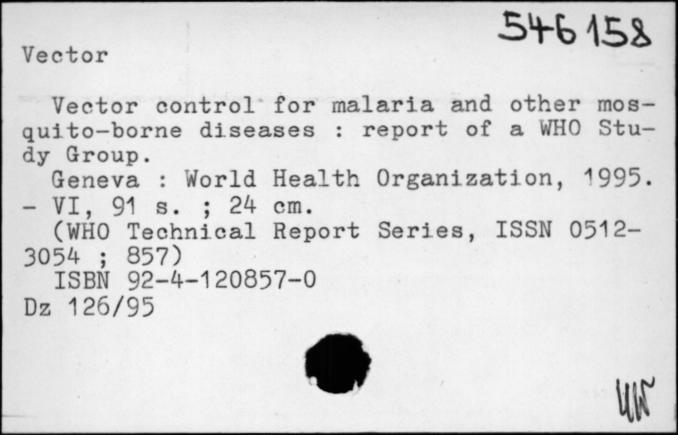 546158
Vector
Vector control for malaria and other mos-
quito-borne diseases : report of a WHO Stu-
dy Group.
Geneva : World Health Organization, 1995.
- VI, 91 s. ; 24 cm.
(WHO Technical Report Series, ISSN 0512-
3054 ; 857)
ISBN 92-4-120857-0
Dz 126/95